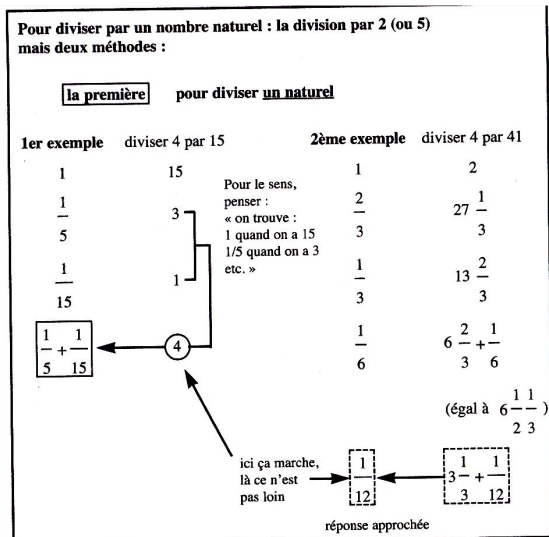 Pour diviser par un nombre naturel : la division par 2 (ou 5)
mais deux méthodes :
la première pour diviser un naturel
1er exemple diviser 4 par 15
1 15
1/5 3
1/15 1
1/5 + 1/15 4
Pour le sens,
penser :
« on trouve :
1 quand on a 15
1/5 quand on a 3
etc. »
2ème exemple diviser 4 par 41
1 2
2/3 27 1/3
1/3 13 2/3
1/6 6 2/3 + 1/6
(égal à 6 1/2 1/3 )
ici ça marche,
là ce n'est
pas loin
1/12 3 1/3 + 1/12
réponse approchée